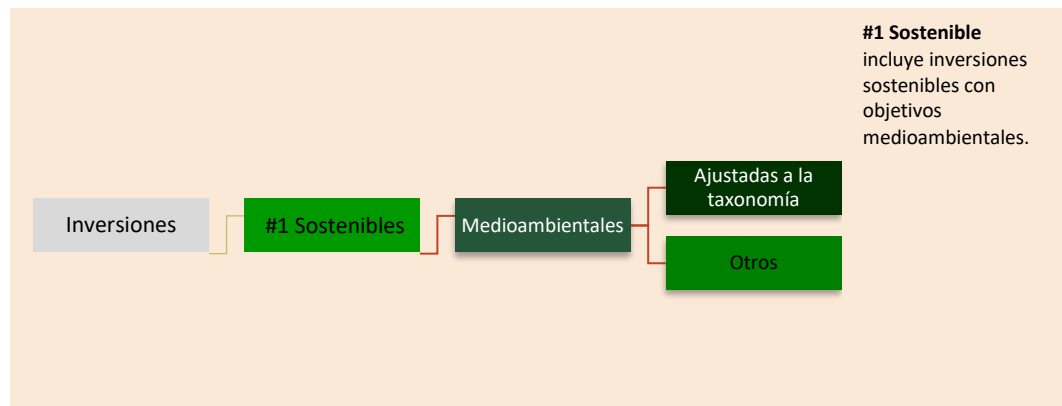 #1 Sostenible
incluye inversiones
sostenibles con
objetivos
medioambientales.
Inversiones
#1 Sostenibles
Medioambientales
Ajustadas a la
taxonomía
Otros